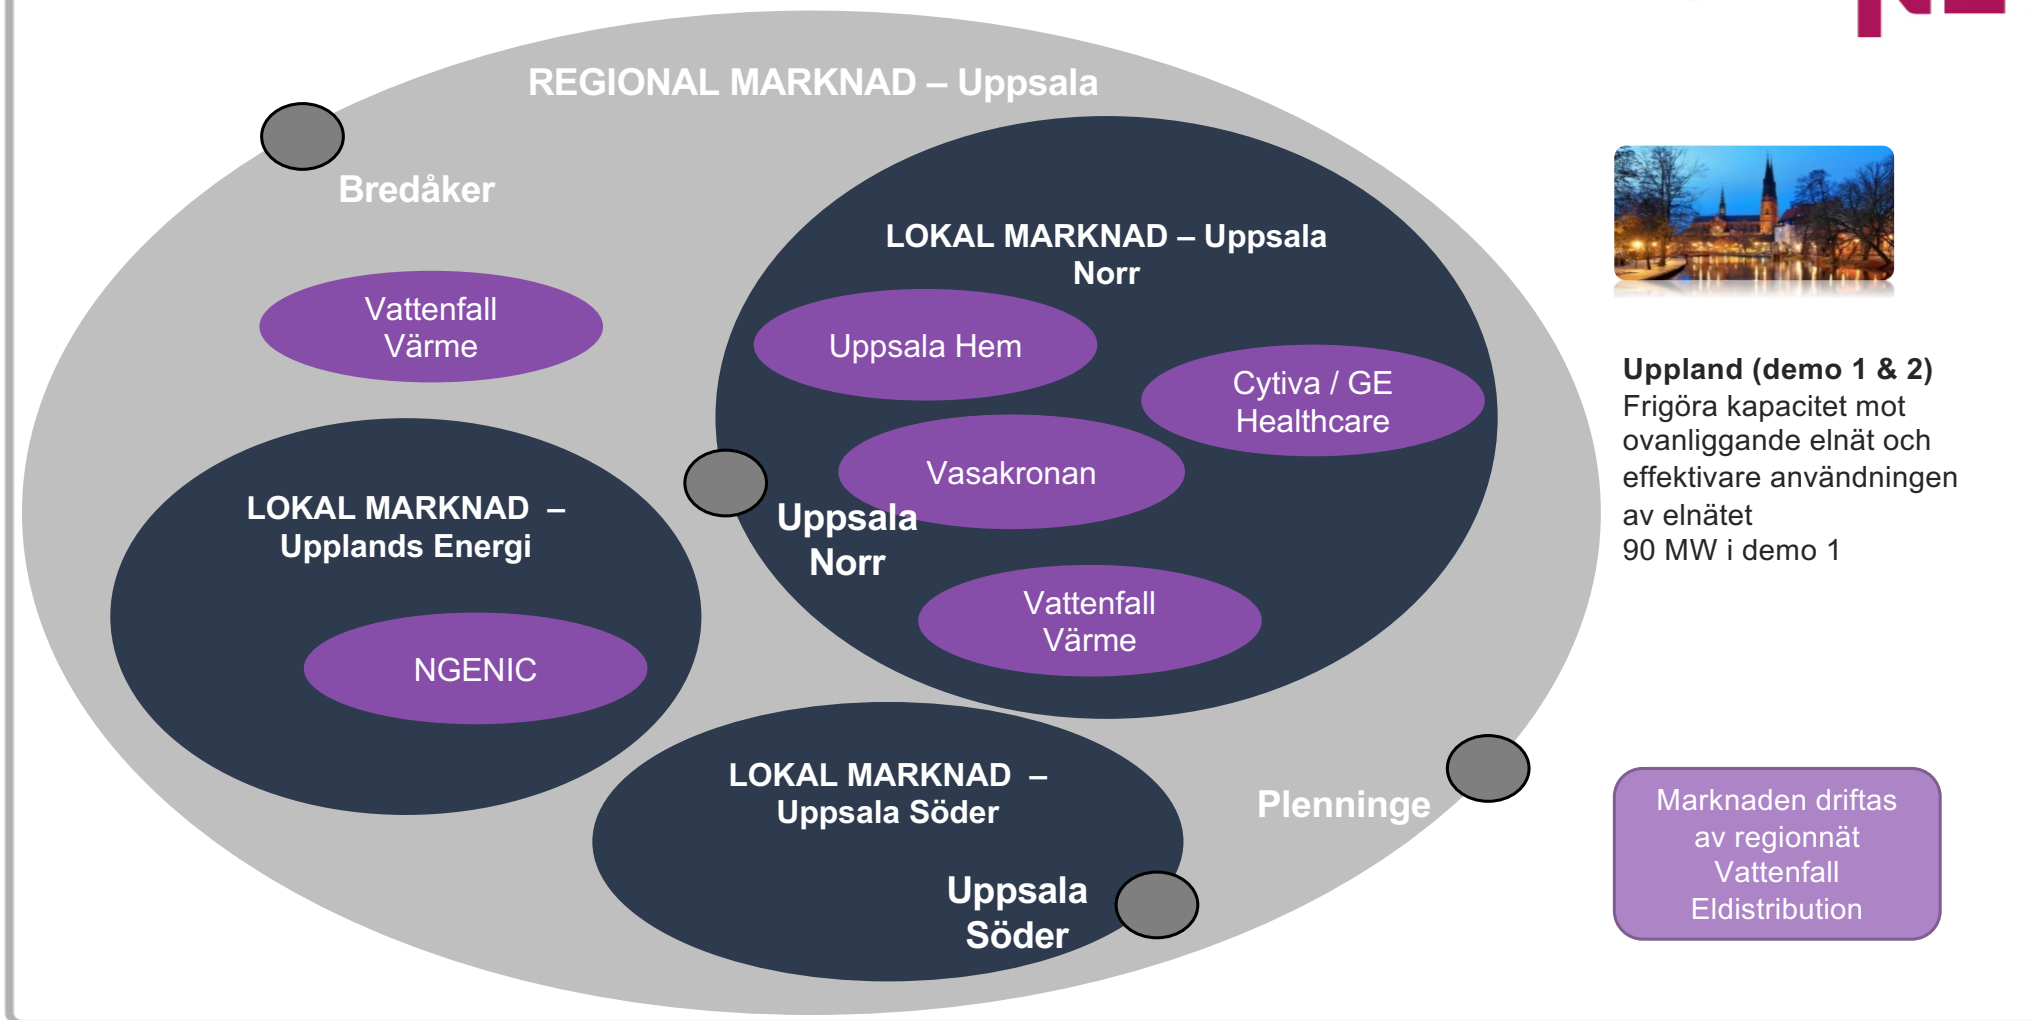 REGIONAL MARKNAD – Uppsala
Bredåker
Vattenfall
Värme
LOKAL MARKNAD – Uppsala
Norr
Uppsala Hem
Cytiva / GE
Healthcare
Vasakronan
Uppsala
Norr
Vattenfall
Värme
LOKAL MARKNAD –
Upplands Energi
NGENIC
LOKAL MARKNAD –
Uppsala Söder
Uppsala
Söder
Plenninge
Uppland (demo 1 & 2)
Frigöra kapacitet mot
ovanliggande elnät och
effektivare användningen
av elnätet
90 MW i demo 1
Marknaden driftas
av regionnät
Vattenfall
Eldistribution